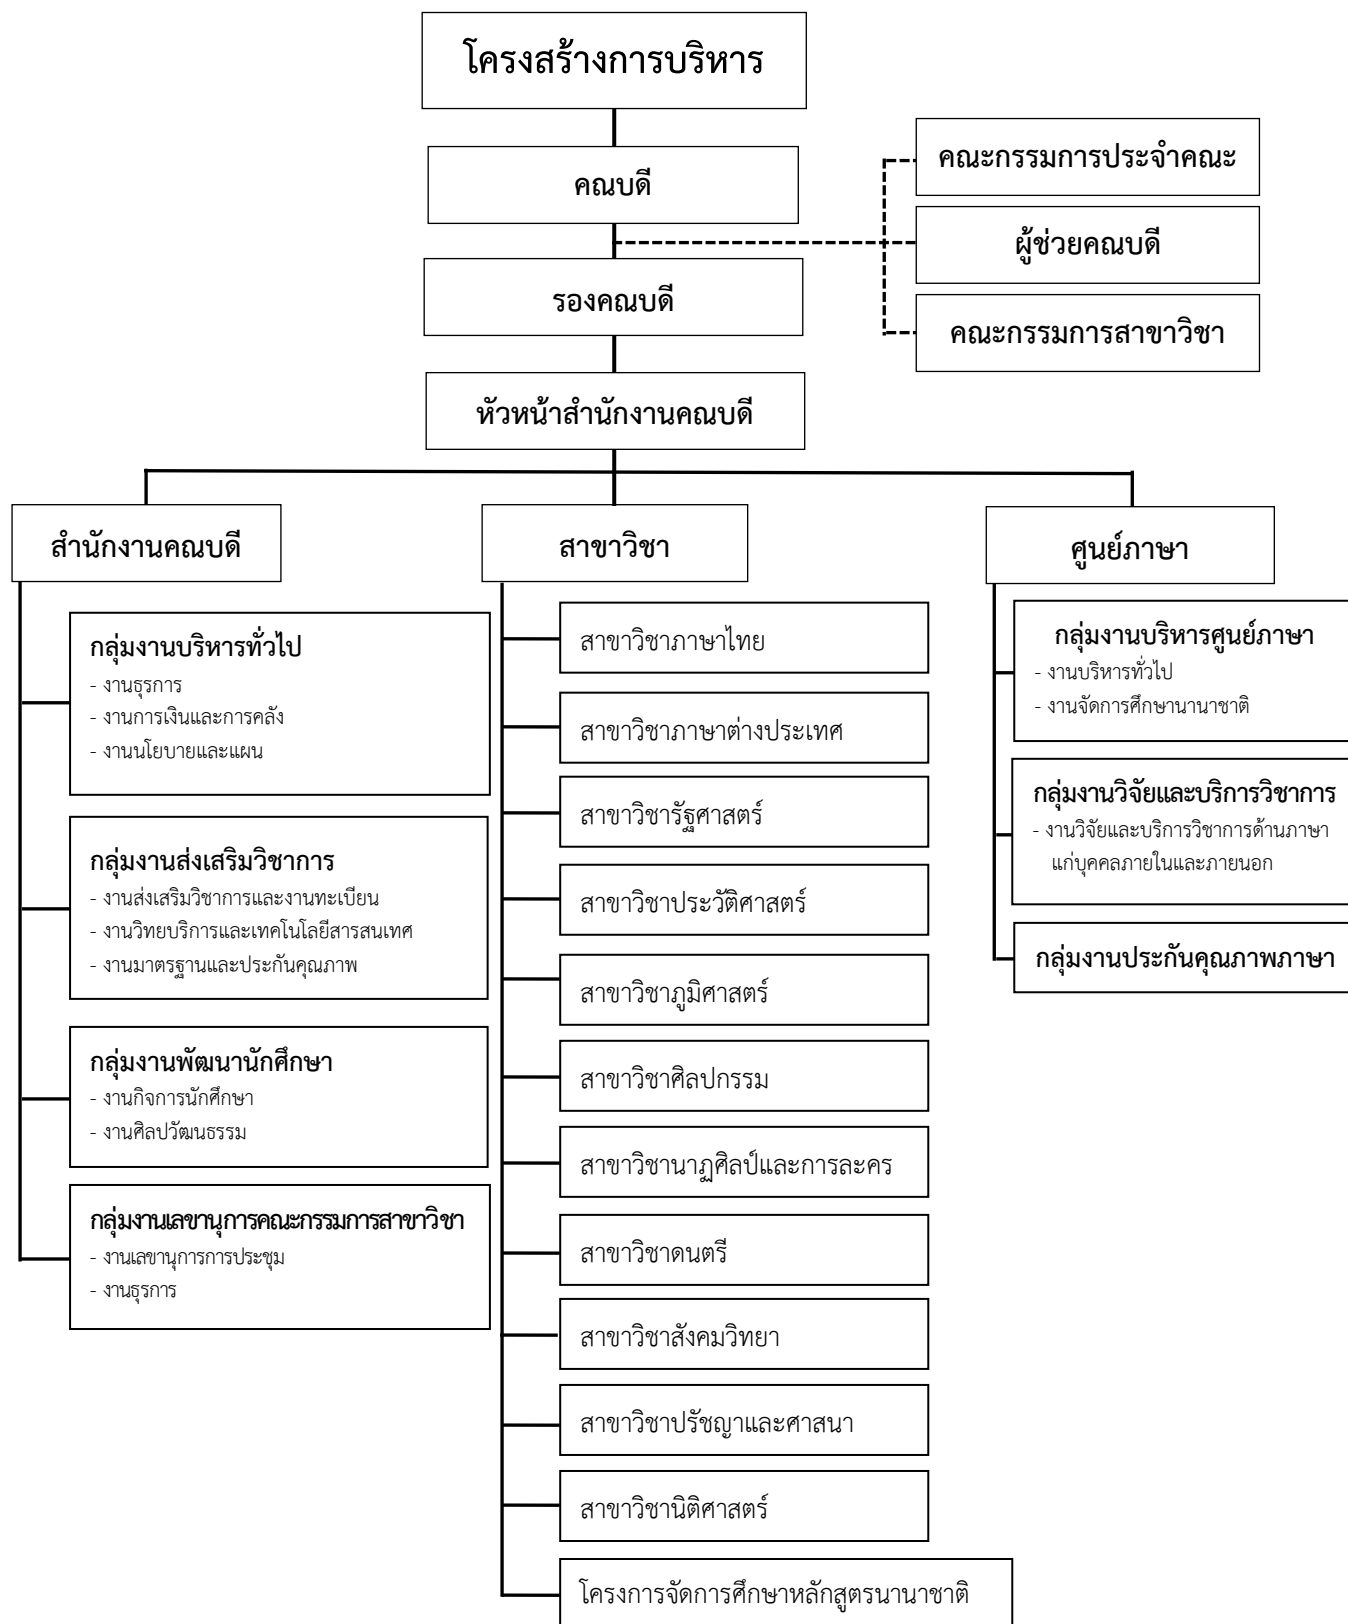 โครงสร้างการบริหาร
คณบดี
คณะกรรมการประจำคณะ
ผู้ช่วยคณบดี
คณะกรรมการสาขาวิชา
รองคณบดี
หัวหน้าสำนักงานคณบดี
สำนักงานคณบดี
กลุ่มงานบริหารทั่วไป
- งานธุรการ
- งานการเงินและการคลัง
- งานนโยบายและแผน
กลุ่มงานส่งเสริมวิชาการ
- งานส่งเสริมวิชาการและงานทะเบียน
- งานวิทยบริการและเทคโนโลยีสารสนเทศ
- งานมาตรฐานและประกันคุณภาพ
กลุ่มงานพัฒนานักศึกษา
- งานกิจการนักศึกษา
- งานศิลปวัฒนธรรม
กลุ่มงานเลขานุการคณะกรรมการสาขาวิชา
- งานเลขานุการการประชุม
- งานธุรการ
สาขาวิชา
สาขาวิชาภาษาไทย
สาขาวิชาภาษาต่างประเทศ
สาขาวิชารัฐศาสตร์
สาขาวิชาประวัติศาสตร์
สาขาวิชาภูมิศาสตร์
สาขาวิชาศิลปกรรม
สาขาวิชานาฏศิลป์และการละคร
สาขาวิชาดนตรี
สาขาวิชาสังคมวิทยา
สาขาวิชาปรัชญาและศาสนา
สาขาวิชานิติศาสตร์
โครงการจัดการศึกษาหลักสูตรนานาชาติ
ศูนย์ภาษา
กลุ่มงานบริหารศูนย์ภาษา
- งานบริหารทั่วไป
- งานจัดการศึกษานานาชาติ
กลุ่มงานวิจัยและบริการวิชาการ
- งานวิจัยและบริการวิชาการด้านภาษา
แก่บุคคลภายในและภายนอก
กลุ่มงานประกันคุณภาพภาษา